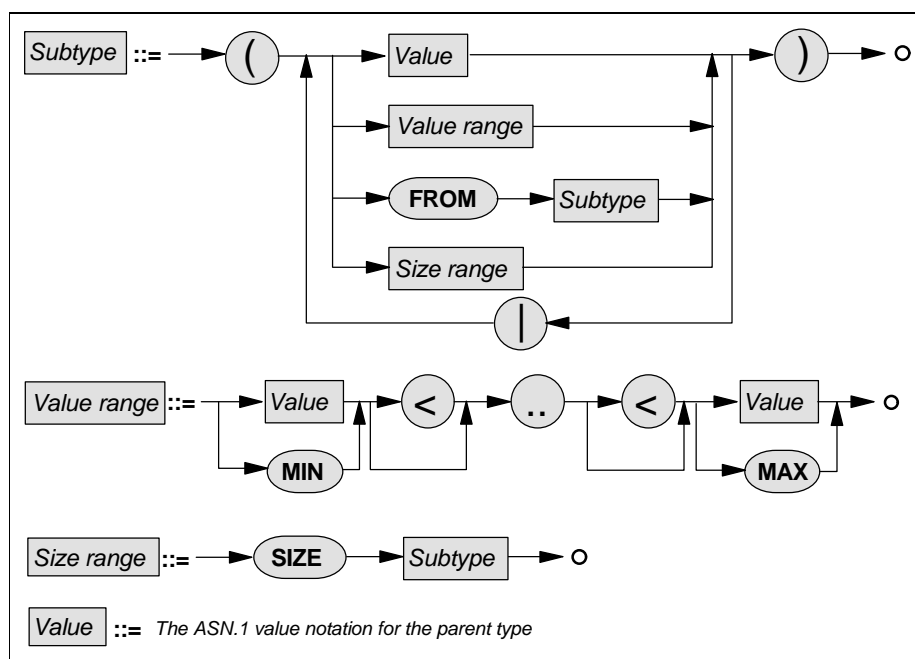 Subtype ::= ( Value )
Value range
FROM Subtype
Size range
|
Value range ::= Value < .. < Value
MIN MAX
Size range ::= SIZE Subtype
Value ::= The ASN.1 value notation for the parent type